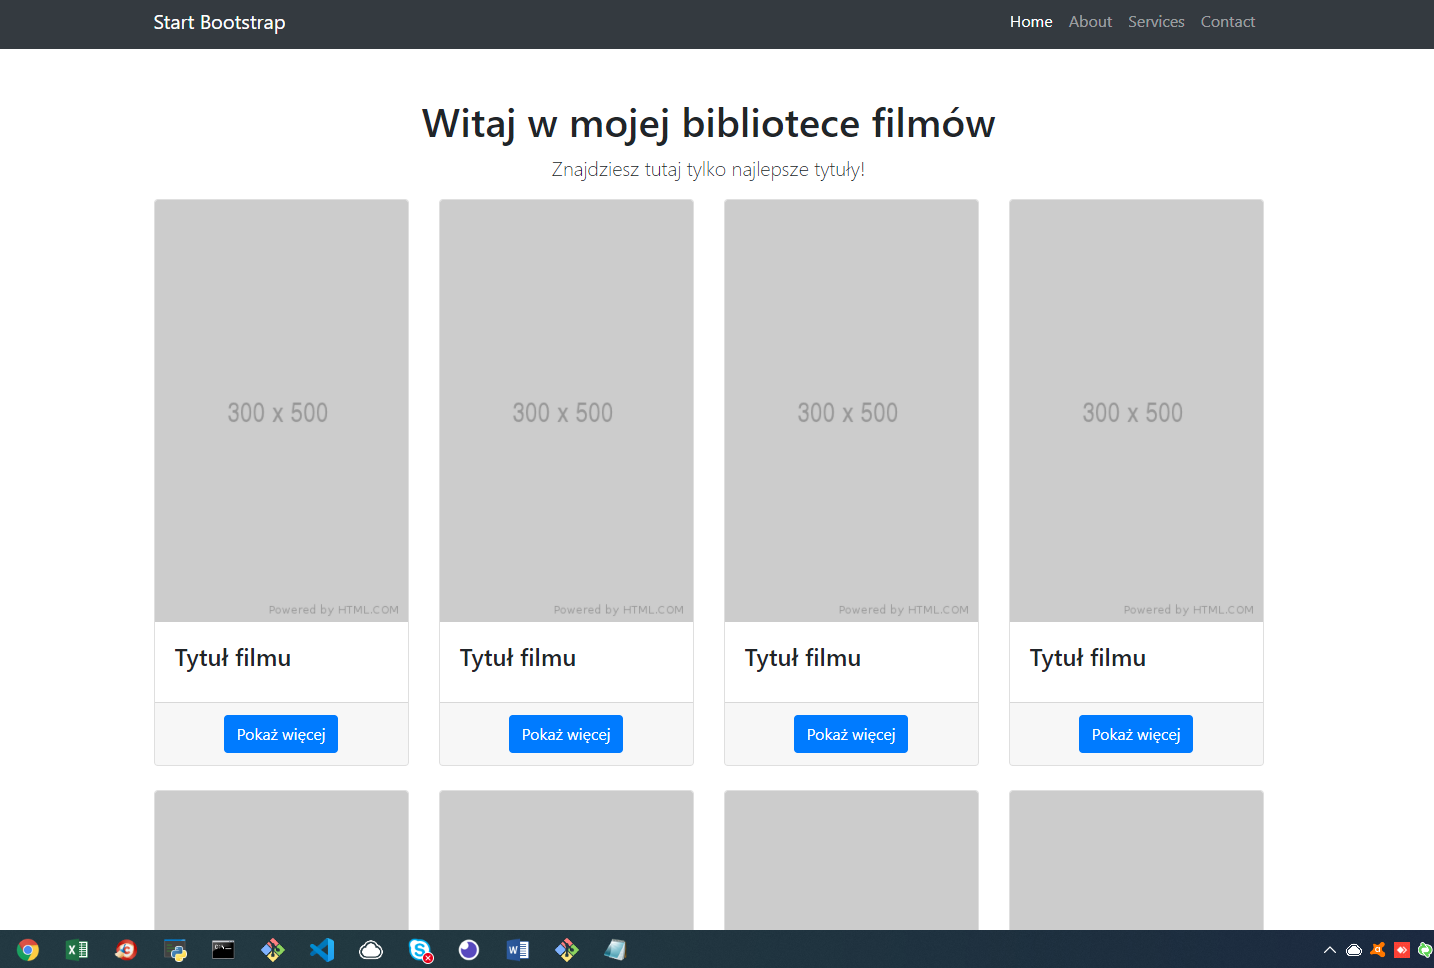 Start Bootstrap
Home About Services Contact
Witaj w mojej bibliotece filmów
Znajdziesz tutaj tylko najlepsze tytuły!
300 x 500 300 x 500 300 x 500 300 x 500
Powered by HTML.COM Powered by HTML.COM Powered by HTML.COM Powered by HTML.COM
Tytuł filmu Tytuł filmu Tytuł filmu Tytuł filmu
Pokaż więcej Pokaż więcej Pokaż więcej Pokaż więcej